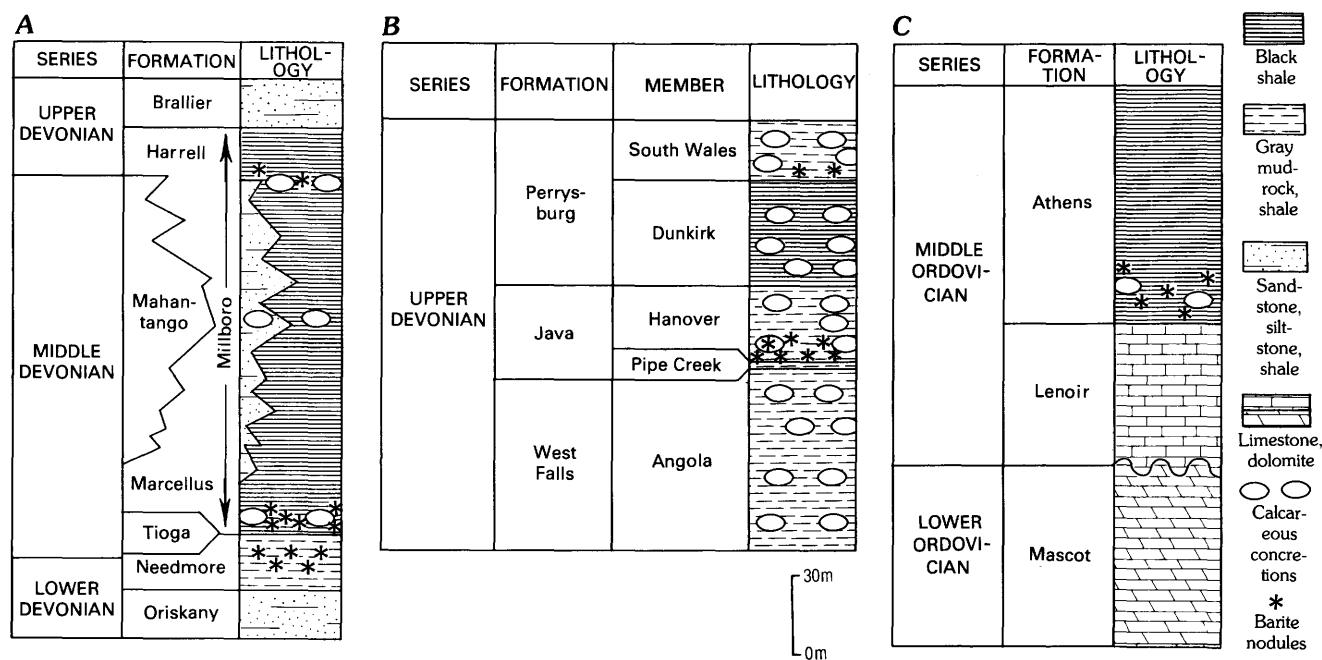 A
SERIES
FORMATION
LITHOL-
OGY
UPPER
DEVONIAN
Brallier
Harrell
MIDDLE
DEVONIAN
Mahan-
tango
Millboro
Marcellus
Tioga
Needmore
LOWER
DEVONIAN
Oriskany
B
SERIES
FORMATION
MEMBER
LITHOLOGY
UPPER
DEVONIAN
Perrys-
burg
South Wales
Dunkirk
Java
Hanover
Pipe Creek
West
Falls
Angola
30m
0m
C
SERIES
FORMA-
TION
LITHOL-
OGY
MIDDLE
ORDOVI-
CIAN
Athens
Lenoir
LOWER
ORDOVI-
CIAN
Mascot
Black
shale
Gray
mud-
rock,
shale
Sand-
stone,
silt-
stone,
shale
Limestone,
dolomite
Calcar-
eous
concre-
tions
Barite
nodules